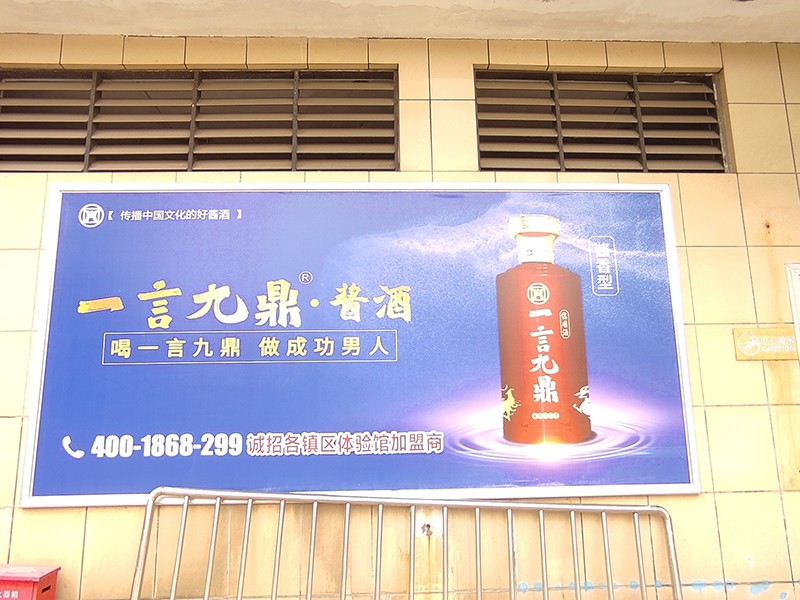 【 传播中国文化的好酱酒 】
一言九鼎®·酱酒
喝一言九鼎 做成功男人
400-1868-299 诚招各镇区体验馆加盟商
酱香型
一言九鼎
CAUTION